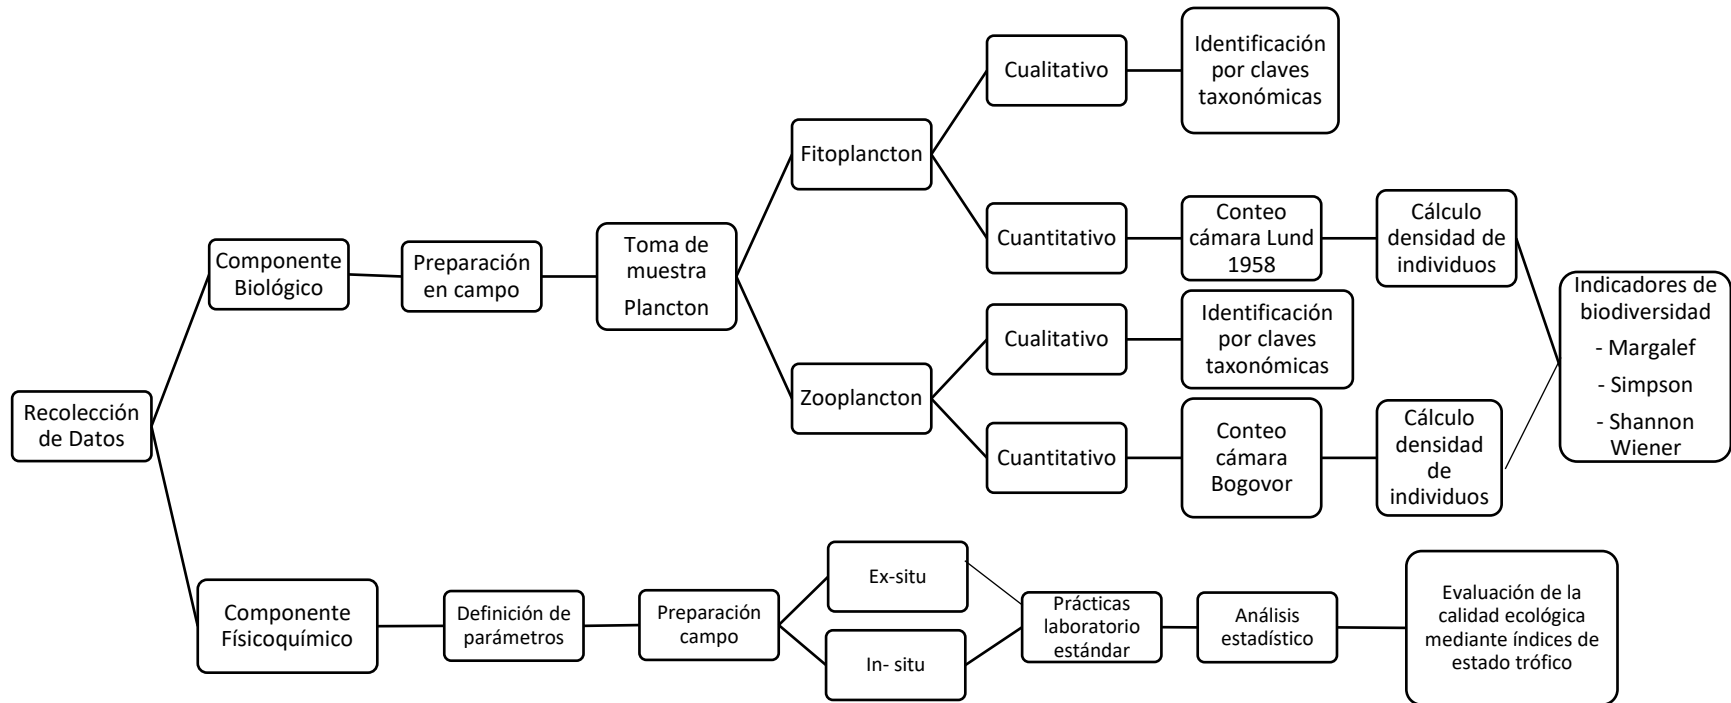 Recolección
de Datos
Componente
Biológico
Preparación
en campo
Toma de
muestra
Plancton
Fitoplancton
Cualitativo
Identificación
por claves
taxonómicas
Cuantitativo
Conteo
cámara Lund
1958
Cálculo
densidad de
individuos
Zooplancton
Cualitativo
Identificación
por claves
taxonómicas
Cuantitativo
Conteo
cámara
Bogovor
Cálculo
densidad
de
individuos
Indicadores de
biodiversidad
- Margalef
- Simpson
- Shannon
Wiener
Componente
Físicoquímico
Definición de
parámetros
Preparación
campo
Ex-situ
In- situ
Prácticas
laboratorio
estándar
Análisis
estadístico
Evaluación de la
calidad ecológica
mediante índices de
estado trófico